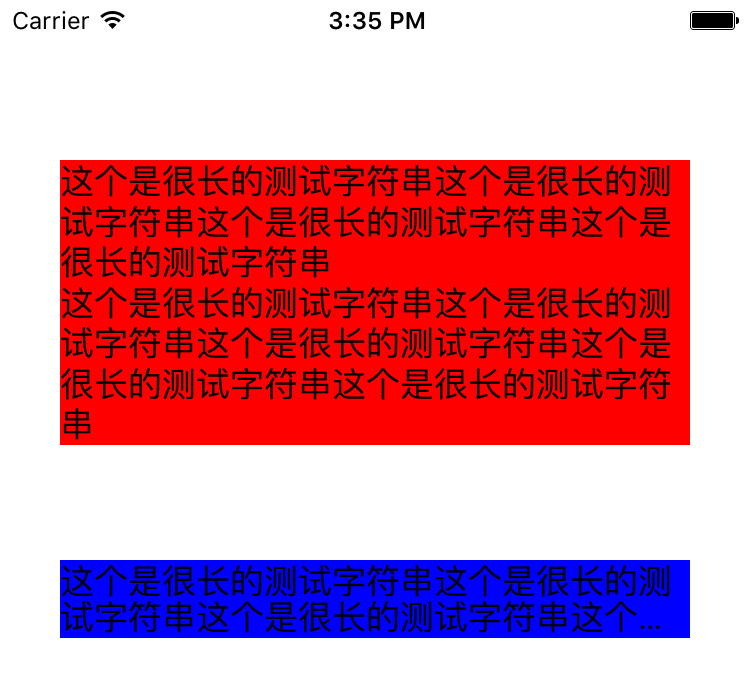 Carrier 3:35 PM
这个是很长的测试字符串这个是很长的测
试字符串这个是很长的测试字符串这个是
很长的测试字符串
这个是很长的测试字符串这个是很长的测
试字符串这个是很长的测试字符串这个是
很长的测试字符串这个是很长的测试字符
串
这个是很长的测试字符串这个是很长的测
试字符串这个是很长的测试字符串这个...